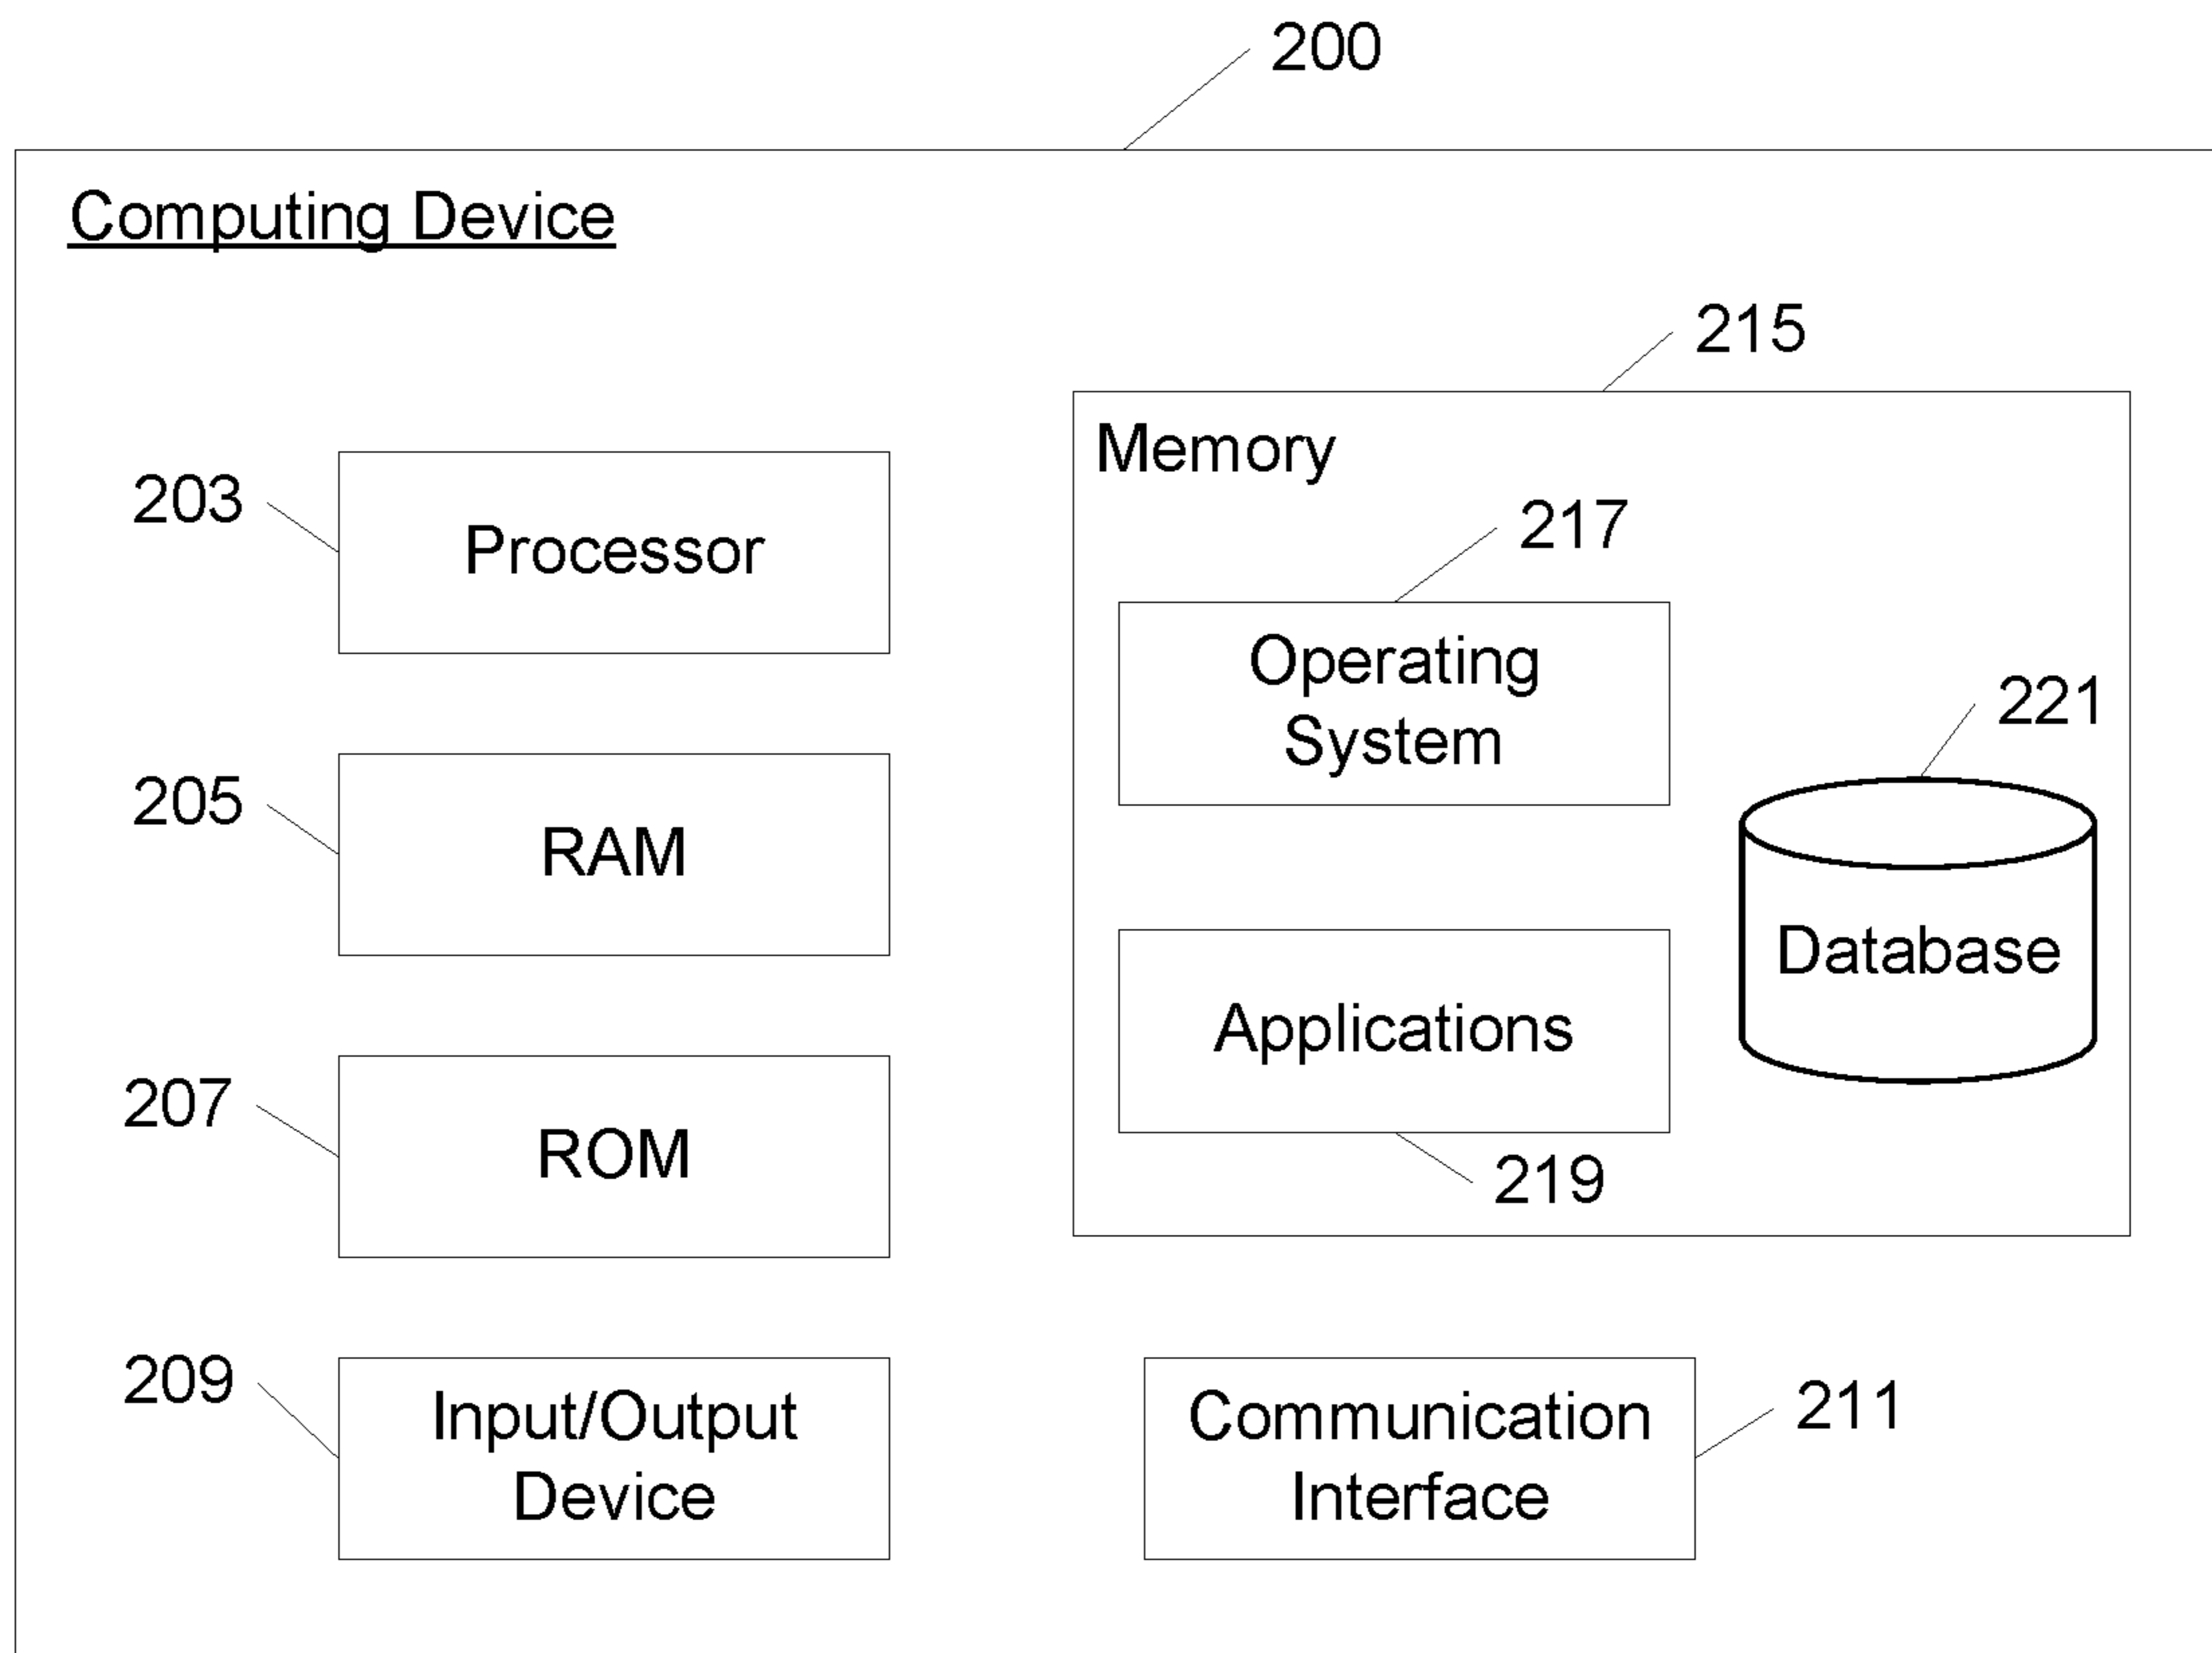 200
Computing Device
215
Memory
203
Processor
217
Operating
System
221
205
RAM
Database
Applications
207
ROM
219
209
Input/Output
Device
Communication
Interface
211